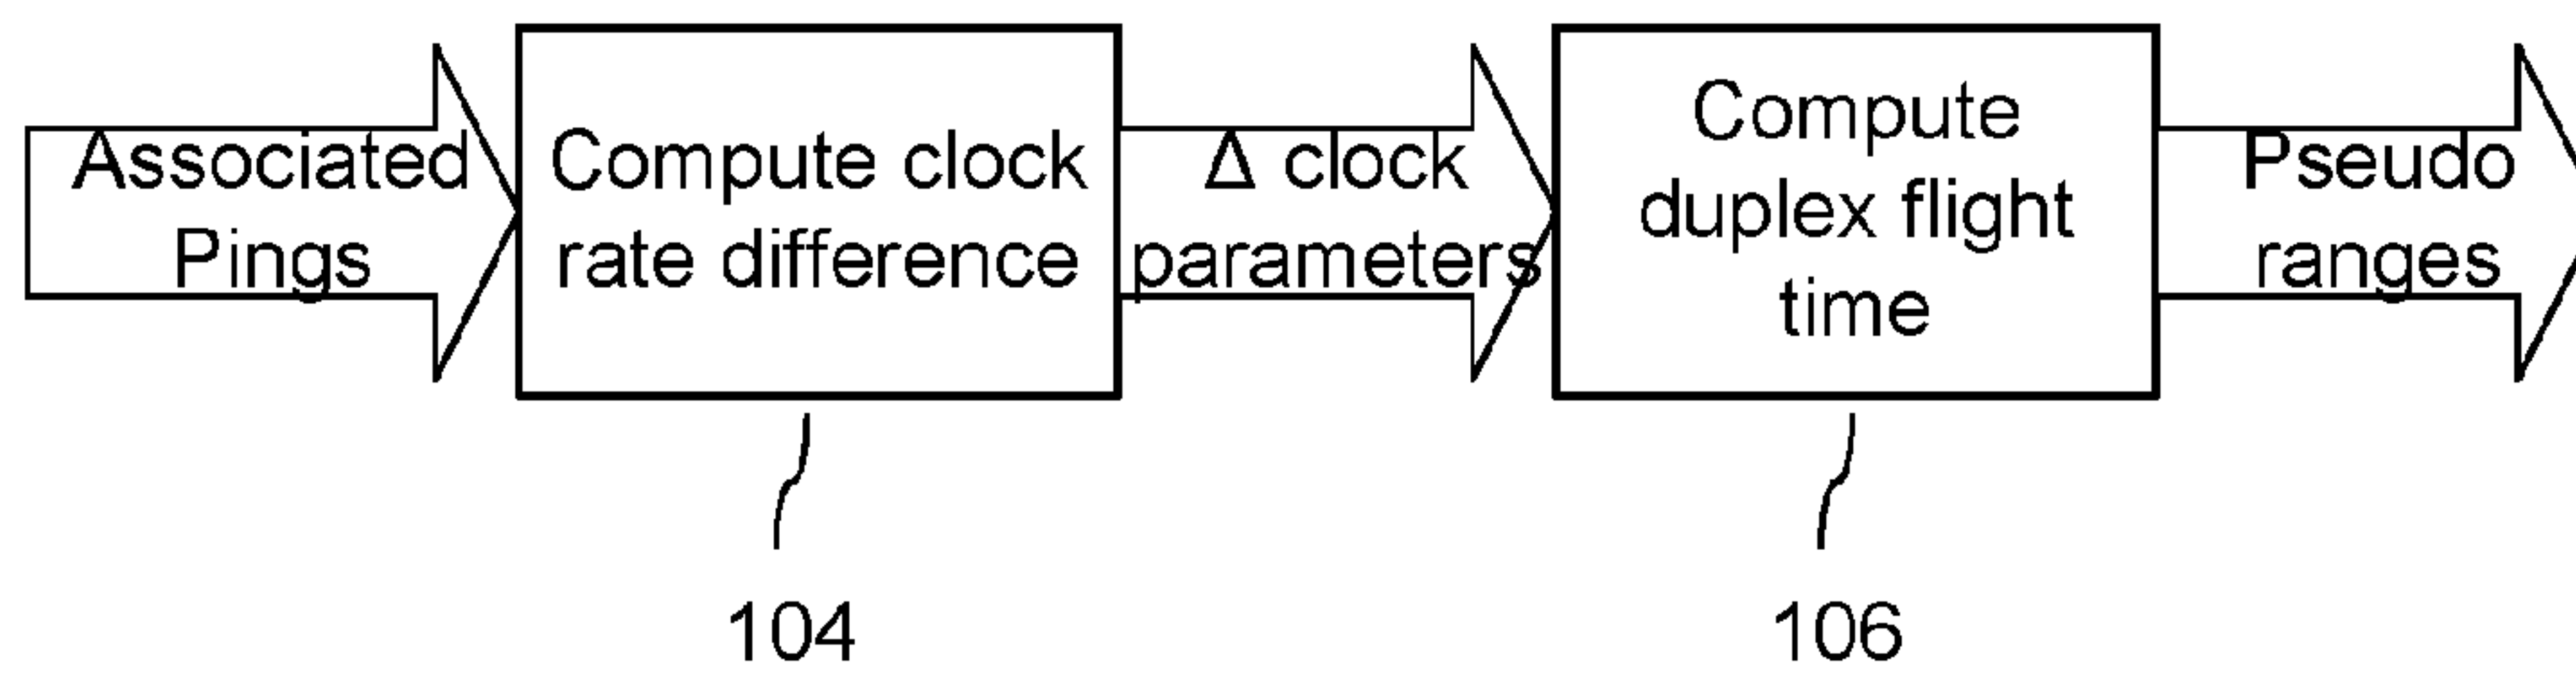 Associated
Pings
Compute clock
rate difference
Δ clock
parameters
Compute
duplex flight
time
Pseudo
ranges
104
106